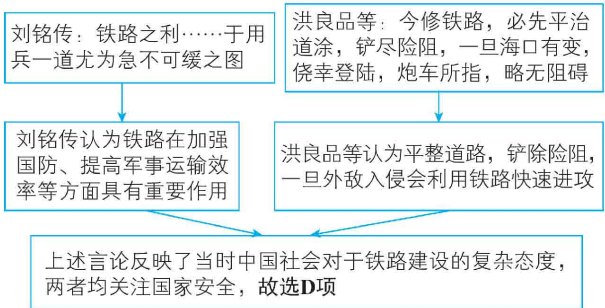 刘铭传：铁路之利……于用
兵一道尤为急不可缓之图
洪良品等：今修铁路，必先平治
道涂，铲尽险阻，一旦海口有变，
侥幸登陆，炮车所指，略无阻碍
刘铭传认为铁路在加强
国防、提高军事运输效
率等方面具有重要作用
洪良品等认为平整道路，铲除险阻，
一旦外敌入侵会利用铁路快速进攻
上述言论反映了当时中国社会对于铁路建设的复杂态度，
两者均关注国家安全，故选D项